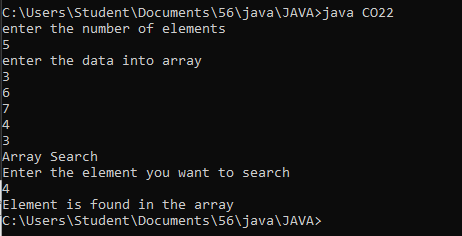 C:\Users\Student\Documents\56\java\JAVA>java CO22
enter the number of elements
5
enter the data into array
3
6
7
4
3
Array Search
Enter the element you want to search
4
Element is found in the array
C:\Users\Student\Documents\56\java\JAVA>